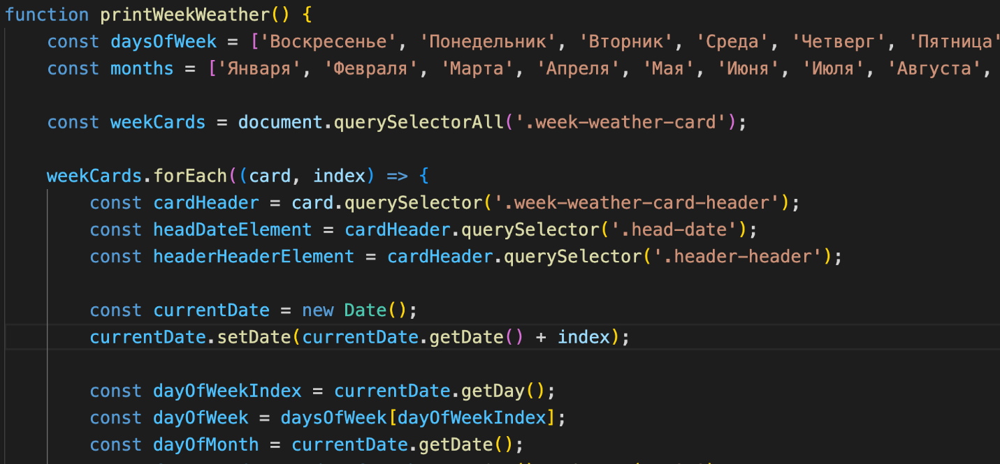 function printWeekWeather() {
const daysOfWeek = ['Воскресенье', 'Понедельник', 'Вторник', 'Среда', 'Четверг', 'Пятница'
const months = ['Января', 'Февраля', 'Марта', 'Апреля', 'Мая', 'Июня', 'Июля', 'Августа',
const weekCards = document.querySelectorAll('.week-weather-card');
weekCards.forEach((card, index) => {
const cardHeader = card.querySelector('.week-weather-card-header');
const headDateElement = cardHeader.querySelector('.head-date');
const headerHeaderElement = cardHeader.querySelector('.header-header');
const currentDate = new Date();
currentDate.setDate(currentDate.getDate() + index);
const dayOfWeekIndex = currentDate.getDay();
const dayOfWeek = daysOfWeek[dayOfWeekIndex];
const dayOfMonth = currentDate.getDate();